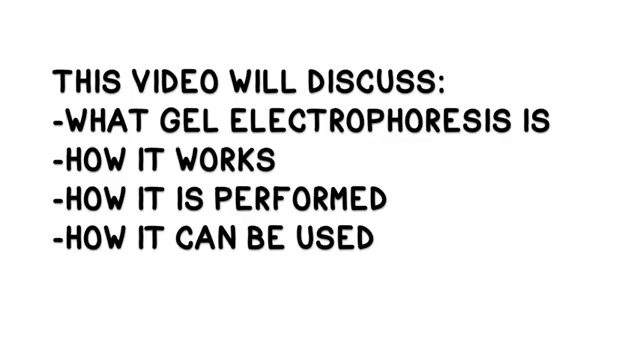 THIS VIDEO WILL DISCUSS:
-WHAT GEL ELECTROPHORESIS IS
-HOW IT WORKS
-HOW IT IS PERFORMED
-HOW IT CAN BE USED